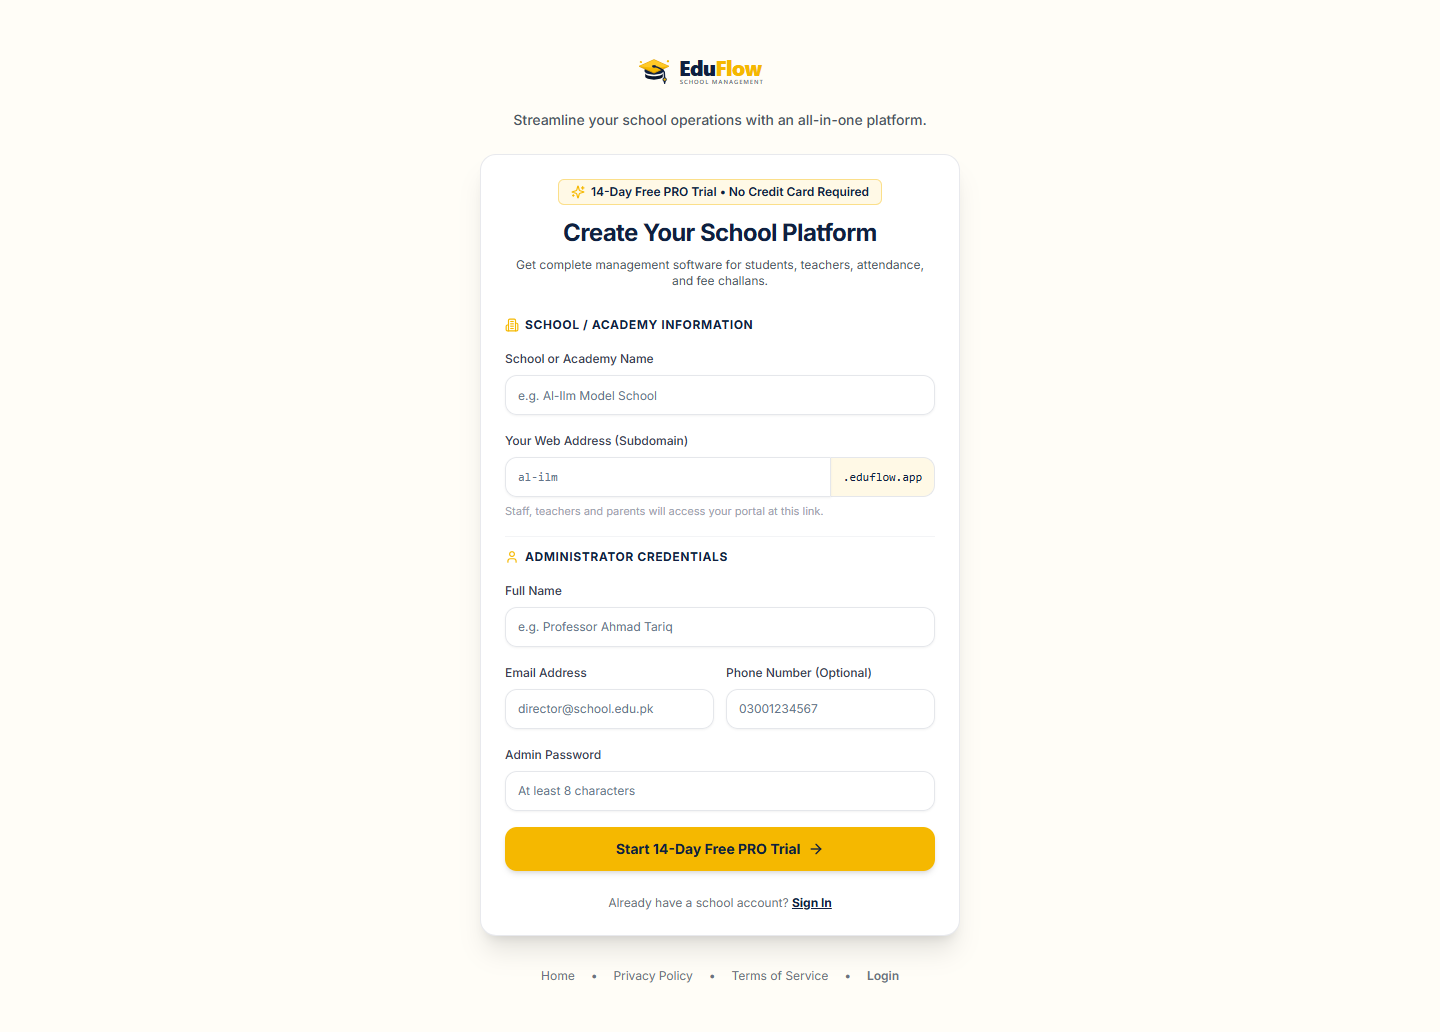 EduFlow
SCHOOL MANAGEMENT
Streamline your school operations with an all-in-one platform.
14-Day Free PRO Trial • No Credit Card Required
Create Your School Platform
Get complete management software for students, teachers, attendance,
and fee challans.
SCHOOL / ACADEMY INFORMATION
School or Academy Name
e.g. Al-Ilm Model School
Your Web Address (Subdomain)
al-ilm .eduflow.app
Staff, teachers and parents will access your portal at this link.
ADMINISTRATOR CREDENTIALS
Full Name
e.g. Professor Ahmad Tariq
Email Address Phone Number (Optional)
director@school.edu.pk 03001234567
Admin Password
At least 8 characters
Start 14-Day Free PRO Trial →
Already have a school account? Sign In
Home • Privacy Policy • Terms of Service • Login